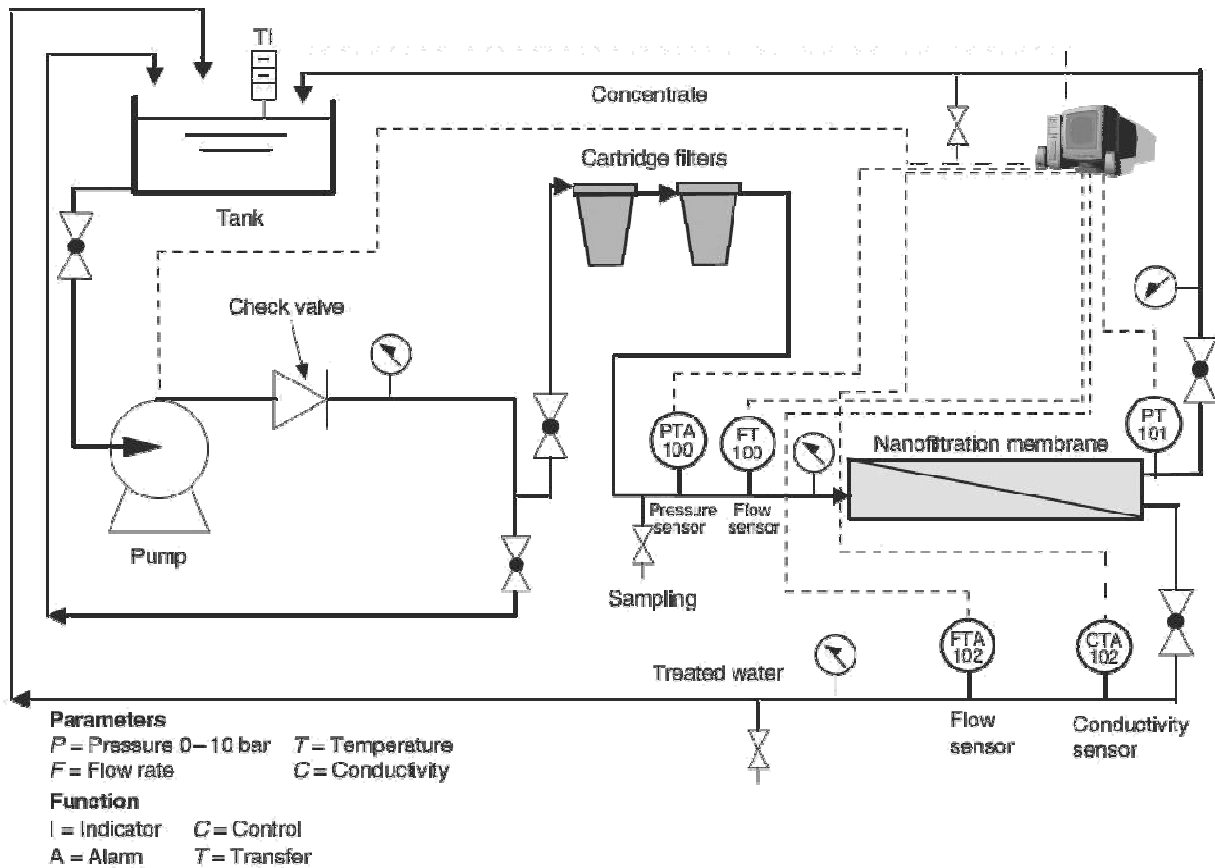 TI
Concentrate
Cartridge filters
Tank
Check valve
PTA
100
FT
100
PT
101
Nanofiltration membrane
Pressure
sensor
Flow
sensor
Pump
Sampling
FTA
102
CTA
102
Treated water
Flow
sensor
Conductivity
sensor
Parameters
P = Pressure 0–10 bar T = Temperature
F = Flow rate C = Conductivity
Function
I = Indicator C = Control
A = Alarm T = Transfer